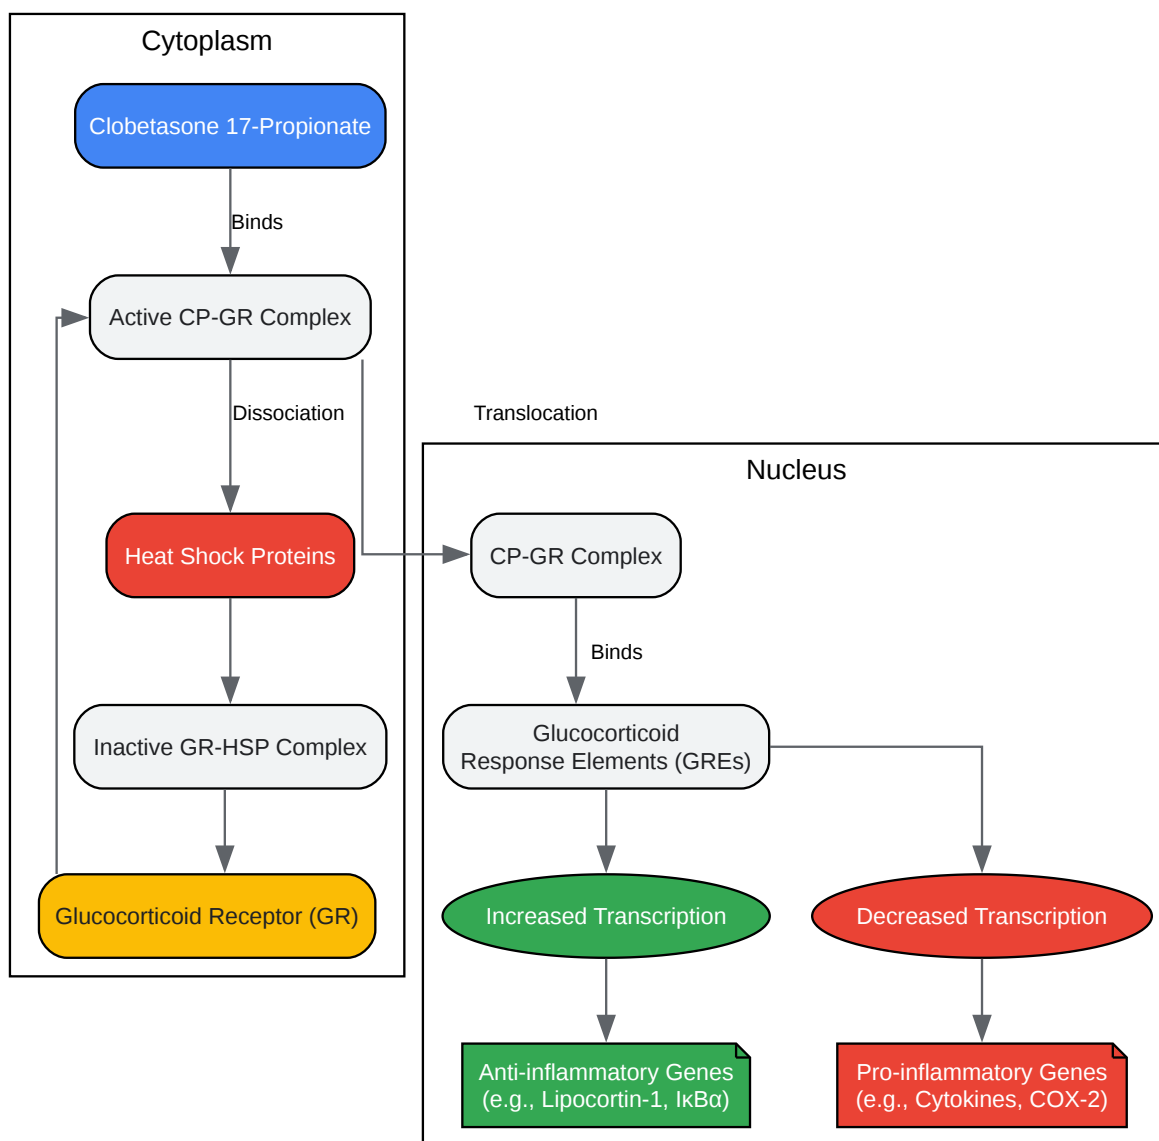 Cytoplasm
Clobetasone 17-Propionate
Binds
Active CP-GR Complex
Dissociation
Translocation
Nucleus
Heat Shock Proteins
CP-GR Complex
Binds
Inactive GR-HSP Complex
Glucocorticoid
Response Elements (GREs)
Glucocorticoid Receptor (GR)
Increased Transcription
Decreased Transcription
Anti-inflammatory Genes
(e.g., Lipocortin-1, IκBα)
Pro-inflammatory Genes
(e.g., Cytokines, COX-2)